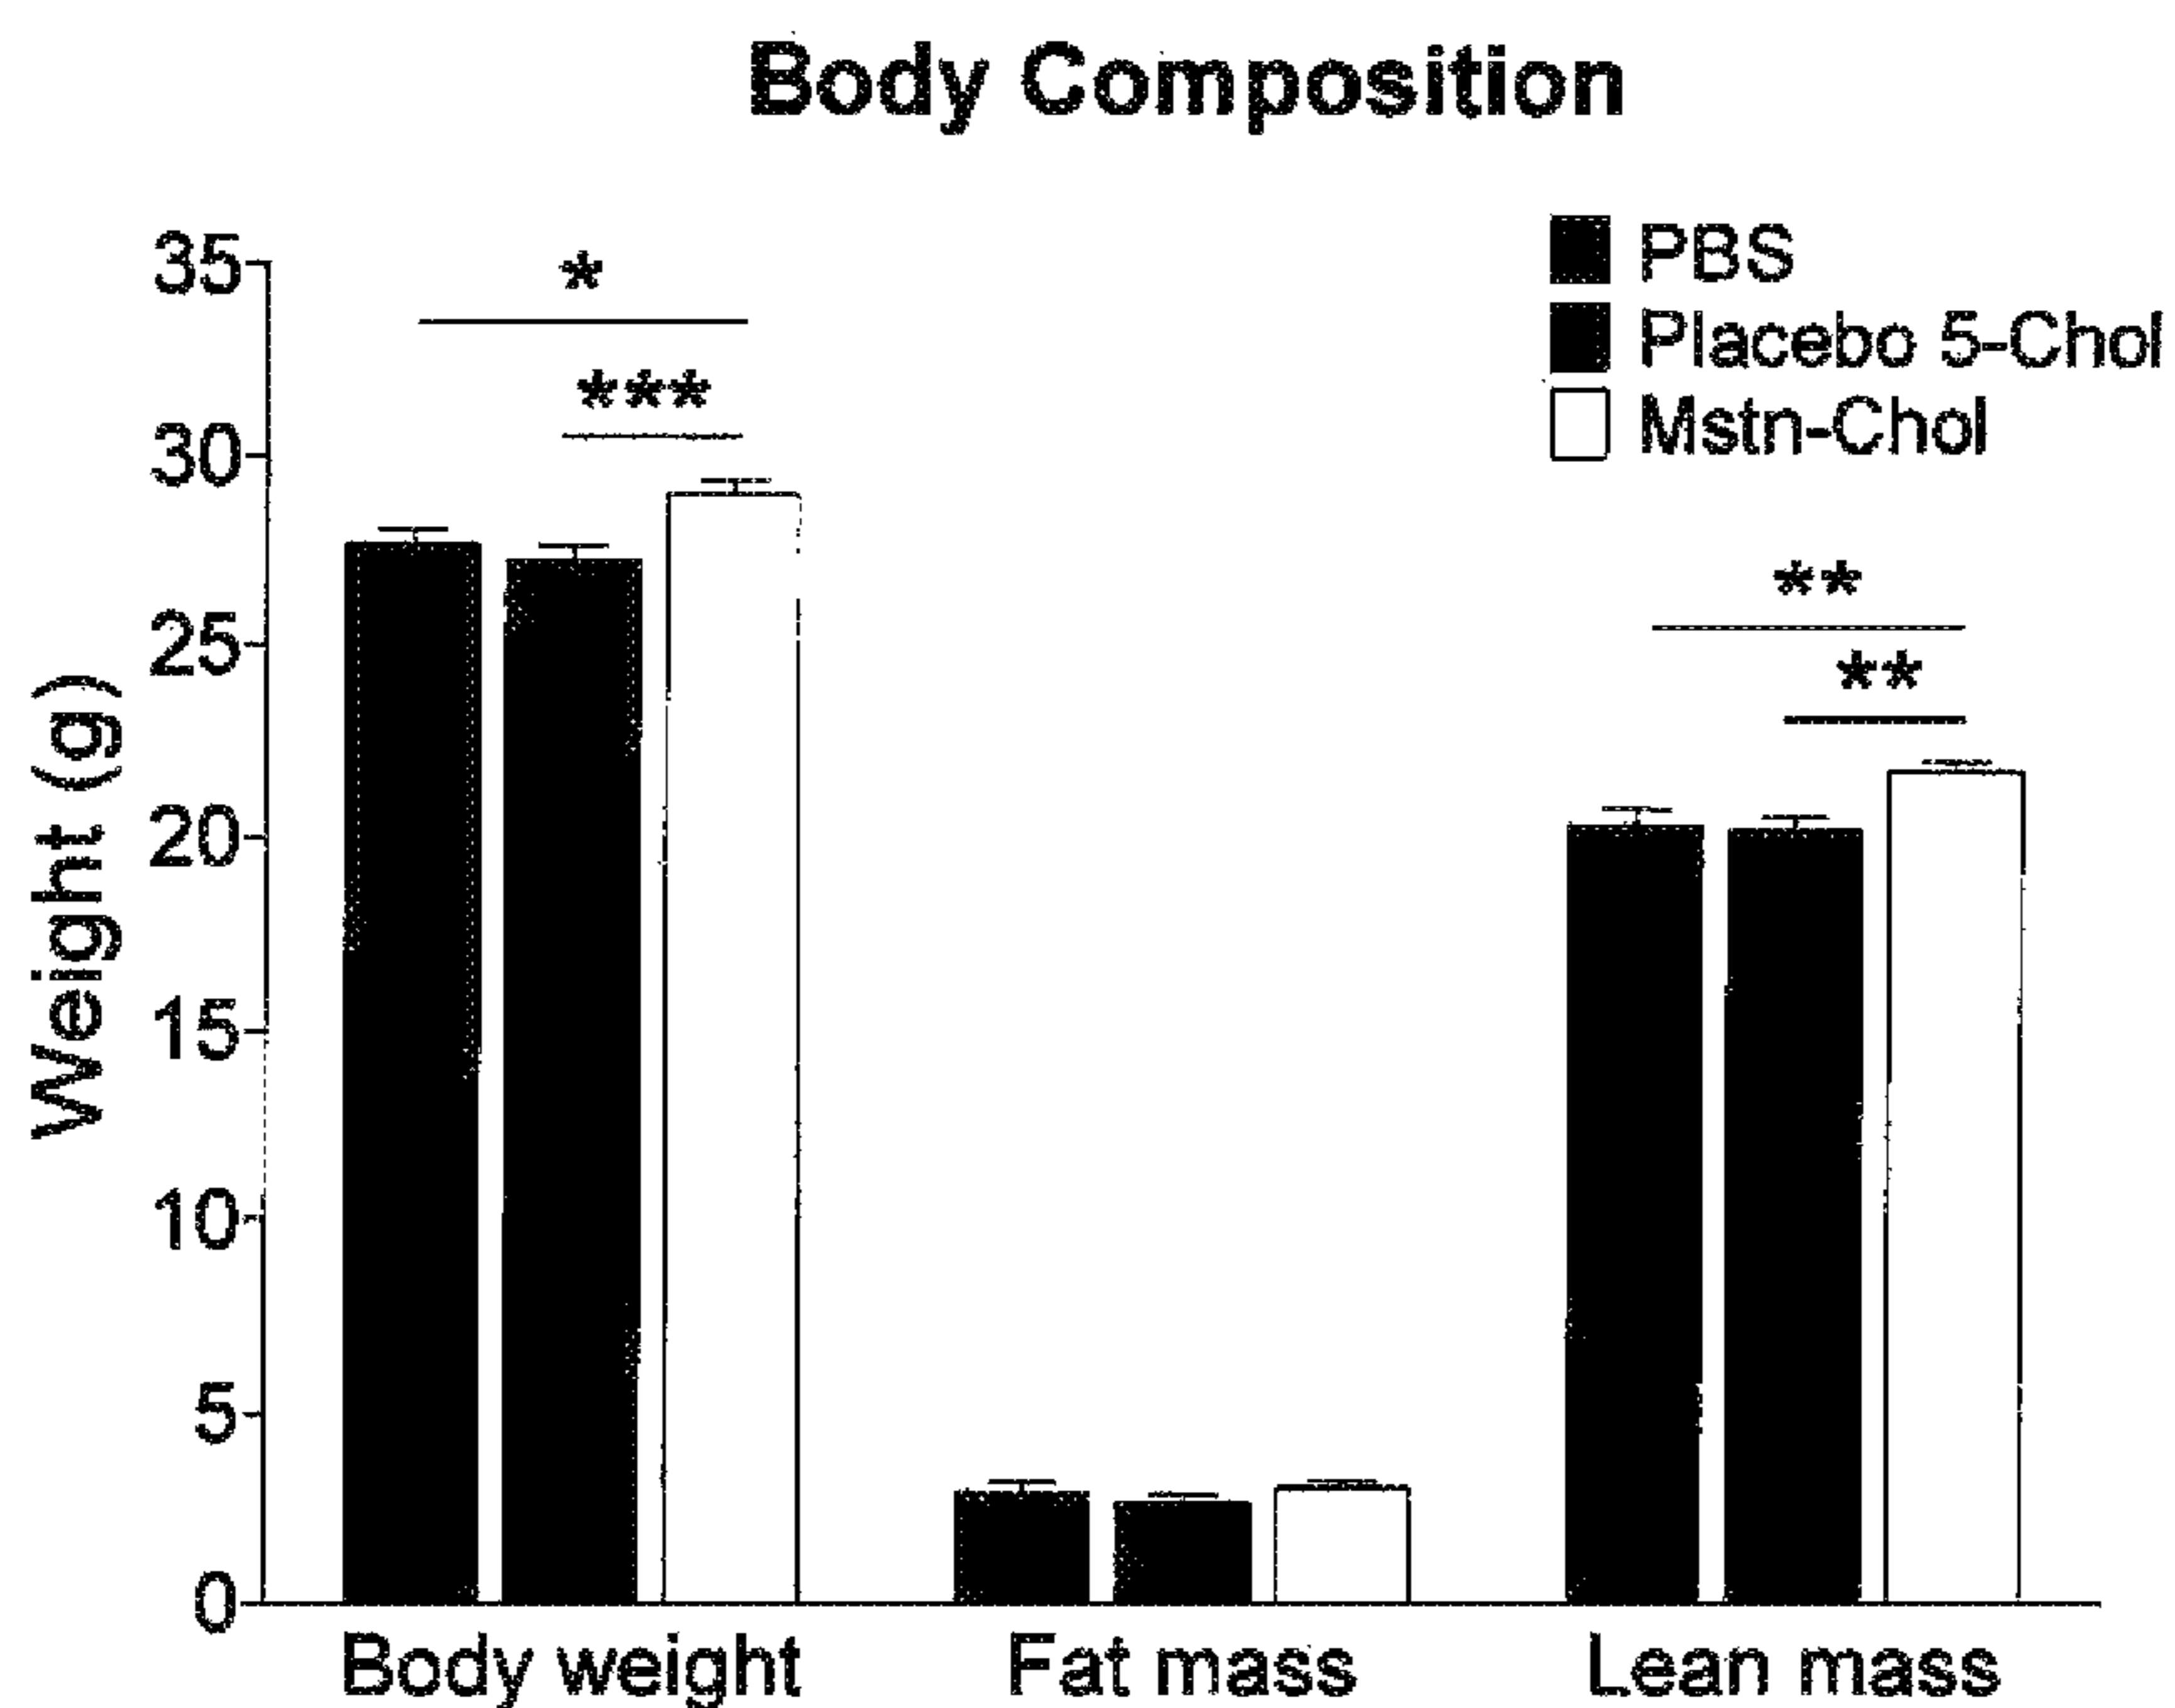 Body Composition
PBS
Placebo 5-Chol
Mstn-Chol
Weight (g)
35
30
25
20
15
10
5
0
*
***
**
**
Body weight
Fat mass
Lean mass